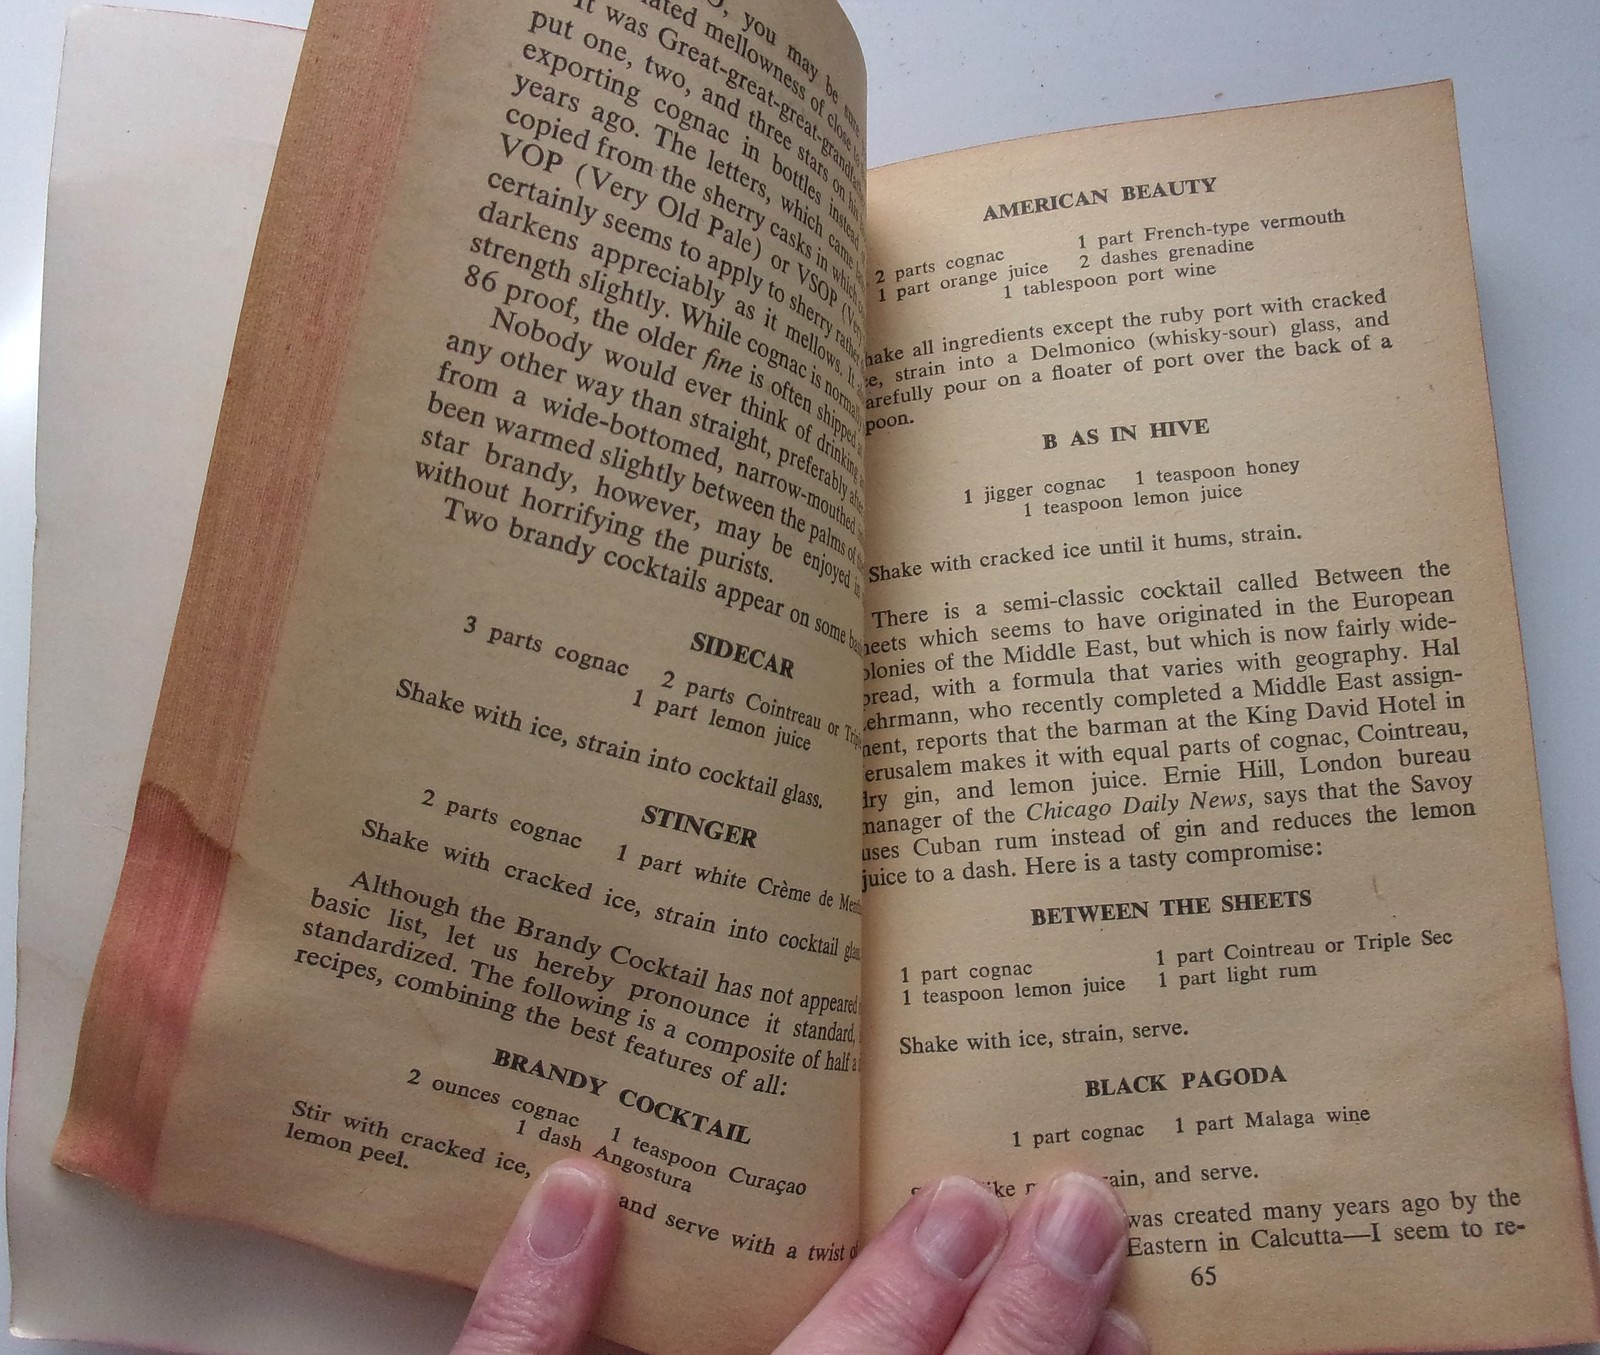 O, you may be sure
mellowness of close to
It was Great-great-great-
put one, two, and three stars on his
exporting cognac in bottles instead
years ago. The letters, which came
copied from the sherry casks in which
VOP (Very Old Pale) or VSOP (Very
certainly seems to apply to sherry rather
darkens appreciably as it mellows. It
strength slightly. While cognac is normally
86 proof, the older fine is often shipped
Nobody would ever think of drinking
any other way than straight, preferably after
from a wide-bottomed, narrow-mouthed
been warmed slightly between the palms of
star brandy, however, may be enjoyed in
without horrifying the purists.
Two brandy cocktails appear on some
SIDECAR
3 parts cognac 2 parts Cointreau or
1 part lemon juice
Shake with ice, strain into cocktail glass.
STINGER
2 parts cognac 1 part white Crème de
Shake with cracked ice, strain into cocktail
Although the Brandy Cocktail has not appeared
basic list, let us hereby pronounce it standard,
standardized. The following is a composite of half a
recipes, combining the best features of all:
BRANDY COCKTAIL
2 ounces cognac 1 teaspoon Curaçao
1 dash Angostura
Stir with cracked ice, and serve with a twist
lemon peel.
AMERICAN BEAUTY
2 parts cognac 1 part French-type vermouth
1 part orange juice 2 dashes grenadine
1 tablespoon port wine
hake all ingredients except the ruby port with cracked
e, strain into a Delmonico (whisky-sour) glass, and
arefully pour on a floater of port over the back of a
poon.
B AS IN HIVE
1 jigger cognac 1 teaspoon honey
1 teaspoon lemon juice
Shake with cracked ice until it hums, strain.
There is a semi-classic cocktail called Between the
heets which seems to have originated in the European
olonies of the Middle East, but which is now fairly wide-
pread, with a formula that varies with geography. Hal
ehrmann, who recently completed a Middle East assign-
ment, reports that the barman at the King David Hotel in
erusalem makes it with equal parts of cognac, Cointreau,
dry gin, and lemon juice. Ernie Hill, London bureau
manager of the Chicago Daily News, says that the Savoy
uses Cuban rum instead of gin and reduces the lemon
juice to a dash. Here is a tasty compromise:
BETWEEN THE SHEETS
1 part cognac 1 part Cointreau or Triple Sec
1 teaspoon lemon juice 1 part light rum
Shake with ice, strain, serve.
BLACK PAGODA
1 part cognac 1 part Malaga wine
ain, and serve.
was created many years ago by the
Eastern in Calcutta—I seem to re-
65